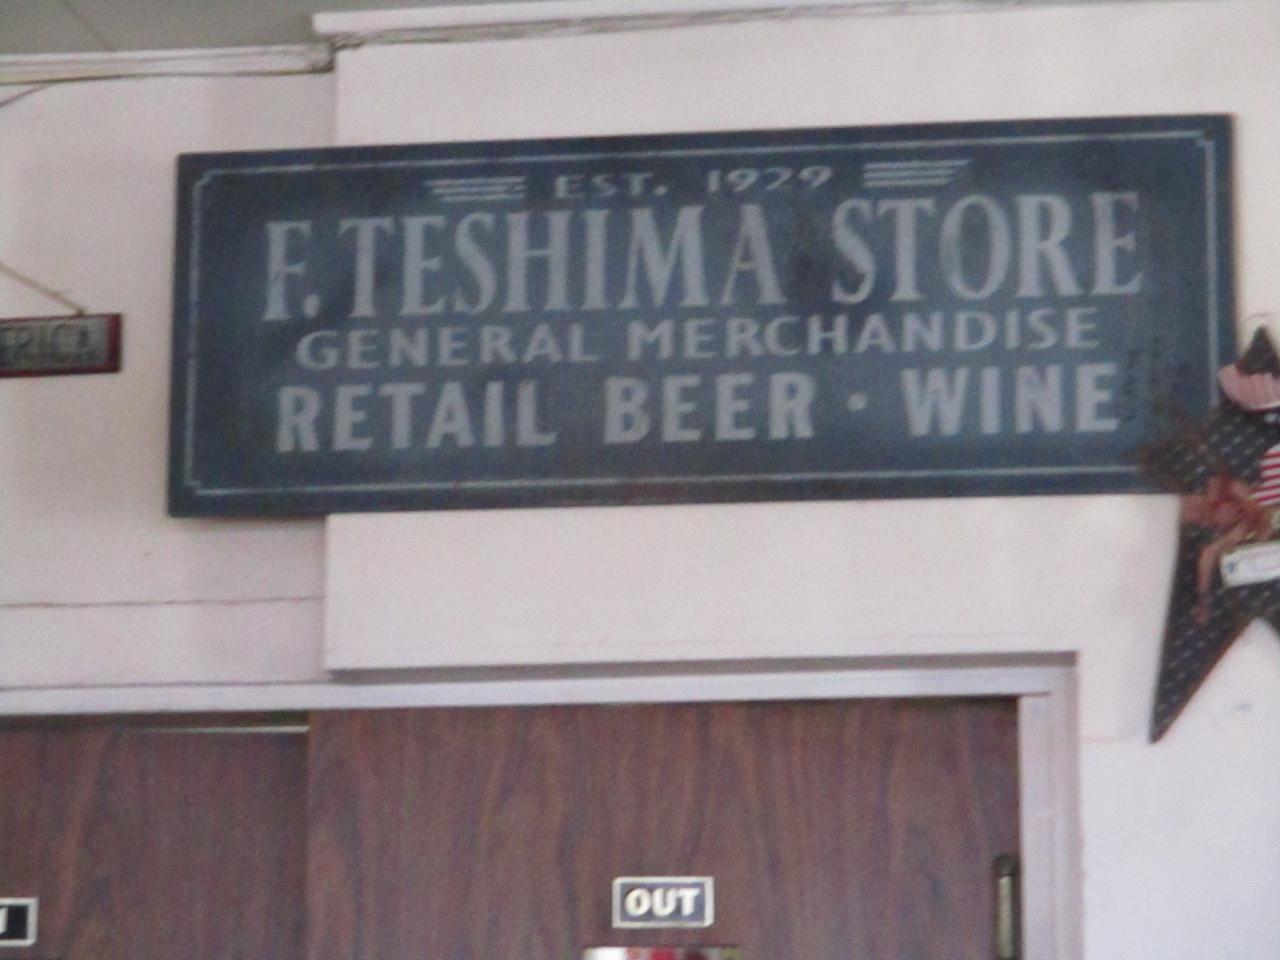 EST. 1929
F. TESHIMA STORE
GENERAL MERCHANDISE
RETAIL BEER · WINE
OUT